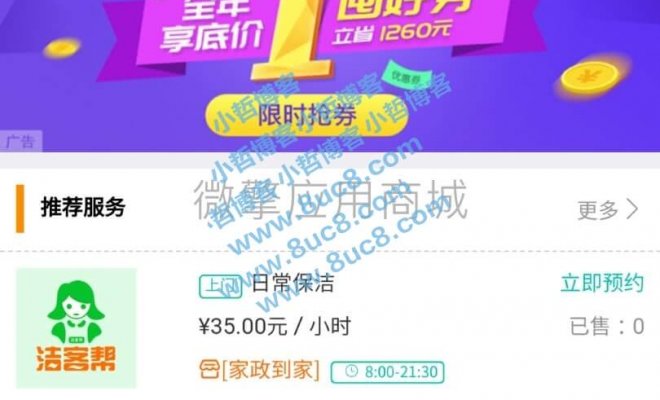 全年
享底价
1
囤好券
立省1260元
优惠券
限时抢券
广告
小哲博客 小哲博客 小哲博客
www.8uc8.com
www.8uc8.com
www.8uc8.com
微擎应用商城
推荐服务
更多 >
上门 日常保洁
立即预约
¥35.00元 / 小时
已售：0
洁客帮
[家政到家]
8:00-21:30